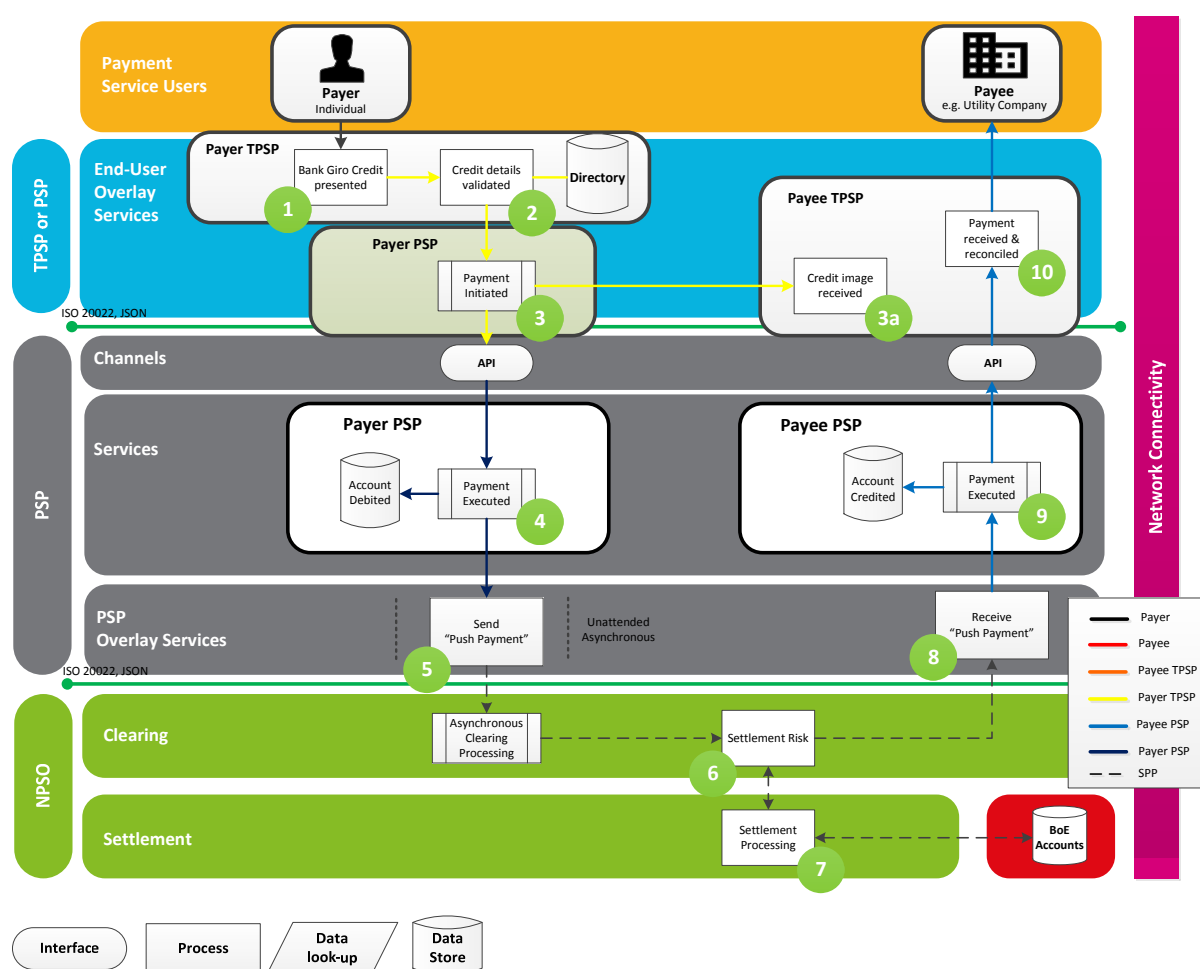 Payment
Service Users
Payer
Individual
Payee
e.g. Utility Company
TPSP or PSP
End-User
Overlay
Services
Payer TPSP
Bank Giro Credit
presented
1
Credit details
validated
2
Directory
Payer PSP
Payment
Initiated
3
Payee TPSP
Credit image
received
3a
Payment
received &
reconciled
10
ISO 20022, JSON
Network Connectivity
PSP
Channels
API
API
Services
Payer PSP
Account
Debited
Payment
Executed
4
Payee PSP
Account
Credited
Payment
Executed
9
PSP
Overlay Services
Send
“Push Payment”
5
Unattended
Asynchronous
Receive
“Push Payment”
8
ISO 20022, JSON
Payer
Payee
Payee TPSP
Payer TPSP
Payee PSP
Payer PSP
SPP
NPSO
Clearing
Asynchronous
Clearing
Processing
Settlement Risk
6
Settlement
Settlement
Processing
7
BoE
Accounts
Interface
Process
Data
look-up
Data
Store